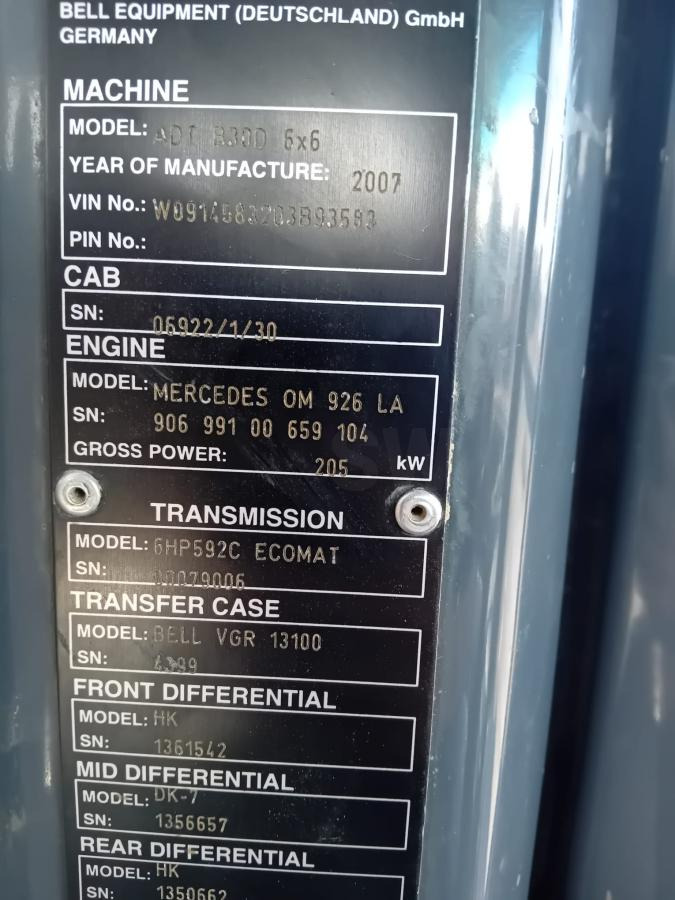 BELL EQUIPMENT (DEUTSCHLAND) GmbH
GERMANY
MACHINE
MODEL: ADT B30D 6x6
YEAR OF MANUFACTURE: 2007
VIN No.:
PIN No.:
CAB
SN: 06922/1/30
ENGINE
MODEL: MERCEDES OM 926 LA
SN: 906 991 00 659 104
GROSS POWER: 205 kW
TRANSMISSION
MODEL: 6HP592C ECOMAT
SN:
TRANSFER CASE
MODEL: BELL VGR 13100
SN: 4399
FRONT DIFFERENTIAL
MODEL: HK
SN: 1361542
MID DIFFERENTIAL
MODEL: DK-7
SN: 1356657
REAR DIFFERENTIAL
MODEL: HK
SN: 1350662